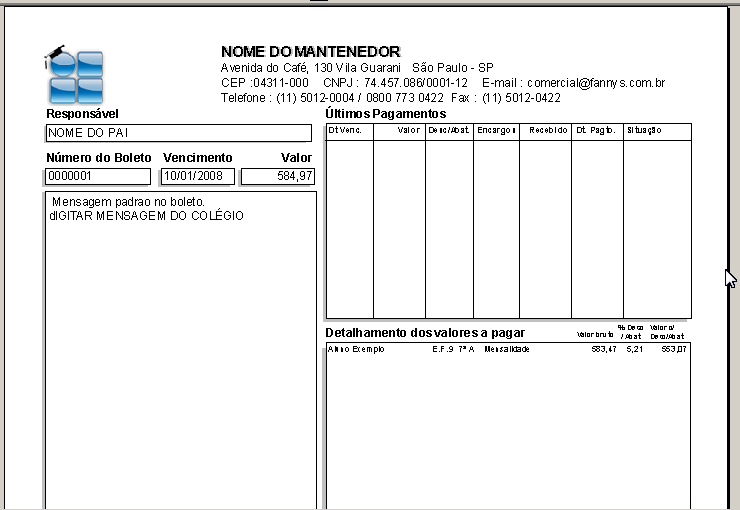 NOME DO MANTENEDOR
Avenida do Café, 130 Vila Guarani São Paulo - SP
CEP :04311-000 CNPJ : 74.457.086/0001-12 E-mail : comercial@fannys.com.br
Telefone : (11) 5012-0004 / 0800 773 0422 Fax : (11) 5012-0422
Responsável
NOME DO PAI
Número do Boleto Vencimento Valor
0000001 10/01/2008 584,97
Mensagem padrao no boleto.
dIGITAR MENSAGEM DO COLÉGIO
Últimos Pagamentos
Dt Venc. Valor Desc/Abat. Encargos Recebido Dt. Pagto. Situação
Detalhamento dos valores a pagar
Valor bruto % Desc / Abat Valor c/ Desc/Abat
Aluno Exemplo E.F.9 7ª A Mensalidade 583,47 5,21 553,07